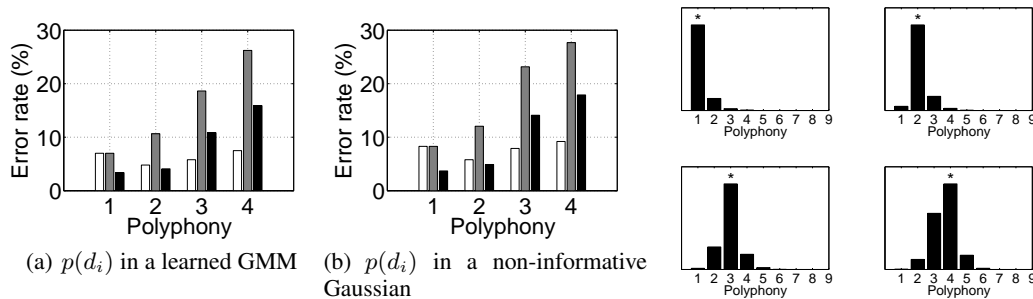 30
20
10
0
Error rate (%)
1 2 3 4
Polyphony
(a) p(d_i) in a learned GMM
30
20
10
0
Error rate (%)
1 2 3 4
Polyphony
(b) p(d_i) in a non-informative
Gaussian
*
1 2 3 4 5 6 7 8 9
Polyphony
*
1 2 3 4 5 6 7 8 9
Polyphony
*
1 2 3 4 5 6 7 8 9
Polyphony
*
1 2 3 4 5 6 7 8 9
Polyphony